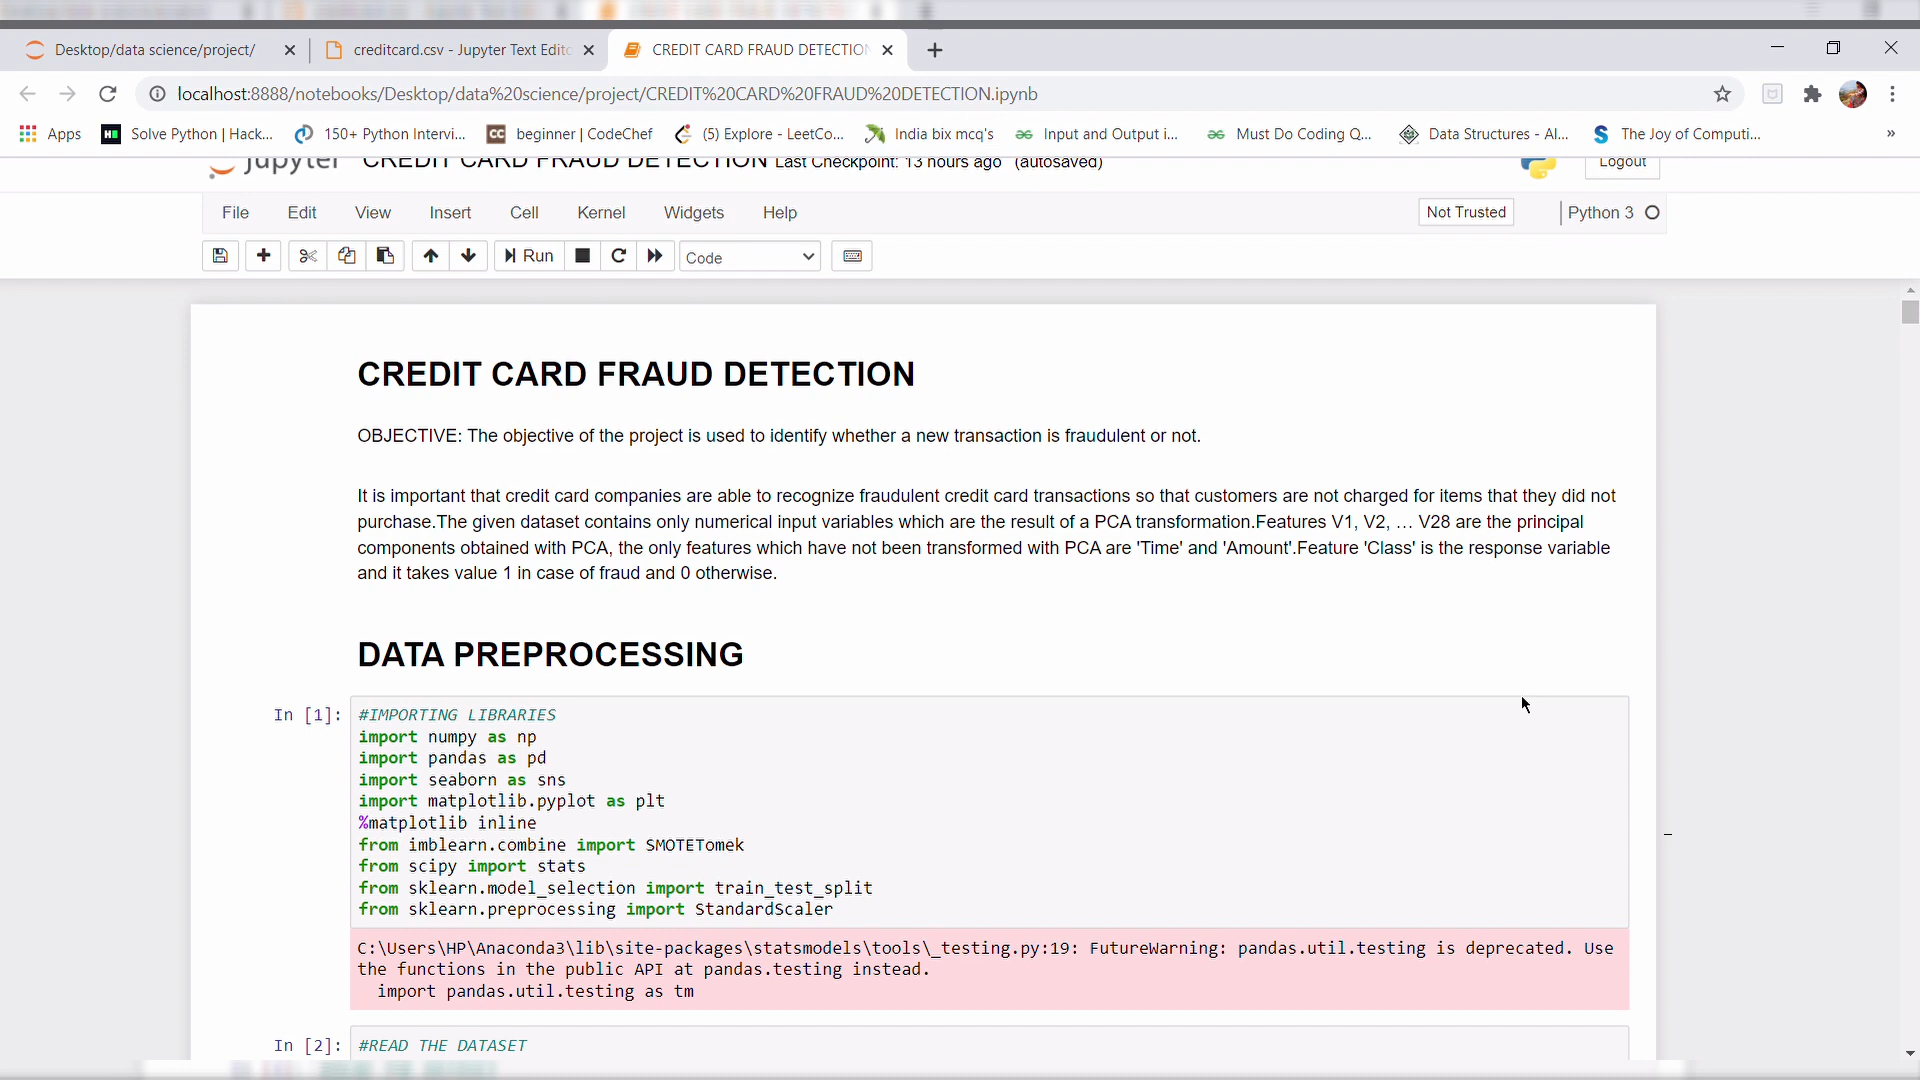 Desktop/data science/project/
creditcard.csv - Jupyter Text Edito
CREDIT CARD FRAUD DETECTION
localhost:8888/notebooks/Desktop/data%20science/project/CREDIT%20CARD%20FRAUD%20DETECTION.ipynb
Apps
Solve Python | Hack...
150+ Python Intervi...
CC
beginner | CodeChef
(5) Explore - LeetCo...
India bix mcq's
Input and Output i...
Must Do Coding Q...
Data Structures - Al...
The Joy of Computi...
»
jupyter CREDIT CARD FRAUD DETECTION Last Checkpoint: 13 hours ago (autosaved)
Logout
File Edit View Insert Cell Kernel Widgets Help
Not Trusted
Python 3
Run
Code
CREDIT CARD FRAUD DETECTION
OBJECTIVE: The objective of the project is used to identify whether a new transaction is fraudulent or not.
It is important that credit card companies are able to recognize fraudulent credit card transactions so that customers are not charged for items that they did not
purchase.The given dataset contains only numerical input variables which are the result of a PCA transformation.Features V1, V2, … V28 are the principal
components obtained with PCA, the only features which have not been transformed with PCA are 'Time' and 'Amount'.Feature 'Class' is the response variable
and it takes value 1 in case of fraud and 0 otherwise.
DATA PREPROCESSING
In [1]: #IMPORTING LIBRARIES
import numpy as np
import pandas as pd
import seaborn as sns
import matplotlib.pyplot as plt
%matplotlib inline
from imblearn.combine import SMOTETomek
from scipy import stats
from sklearn.model_selection import train_test_split
from sklearn.preprocessing import StandardScaler
C:\Users\HP\Anaconda3\lib\site-packages\statsmodels\tools\_testing.py:19: FutureWarning: pandas.util.testing is deprecated. Use
the functions in the public API at pandas.testing instead.
import pandas.util.testing as tm
In [2]: #READ THE DATASET